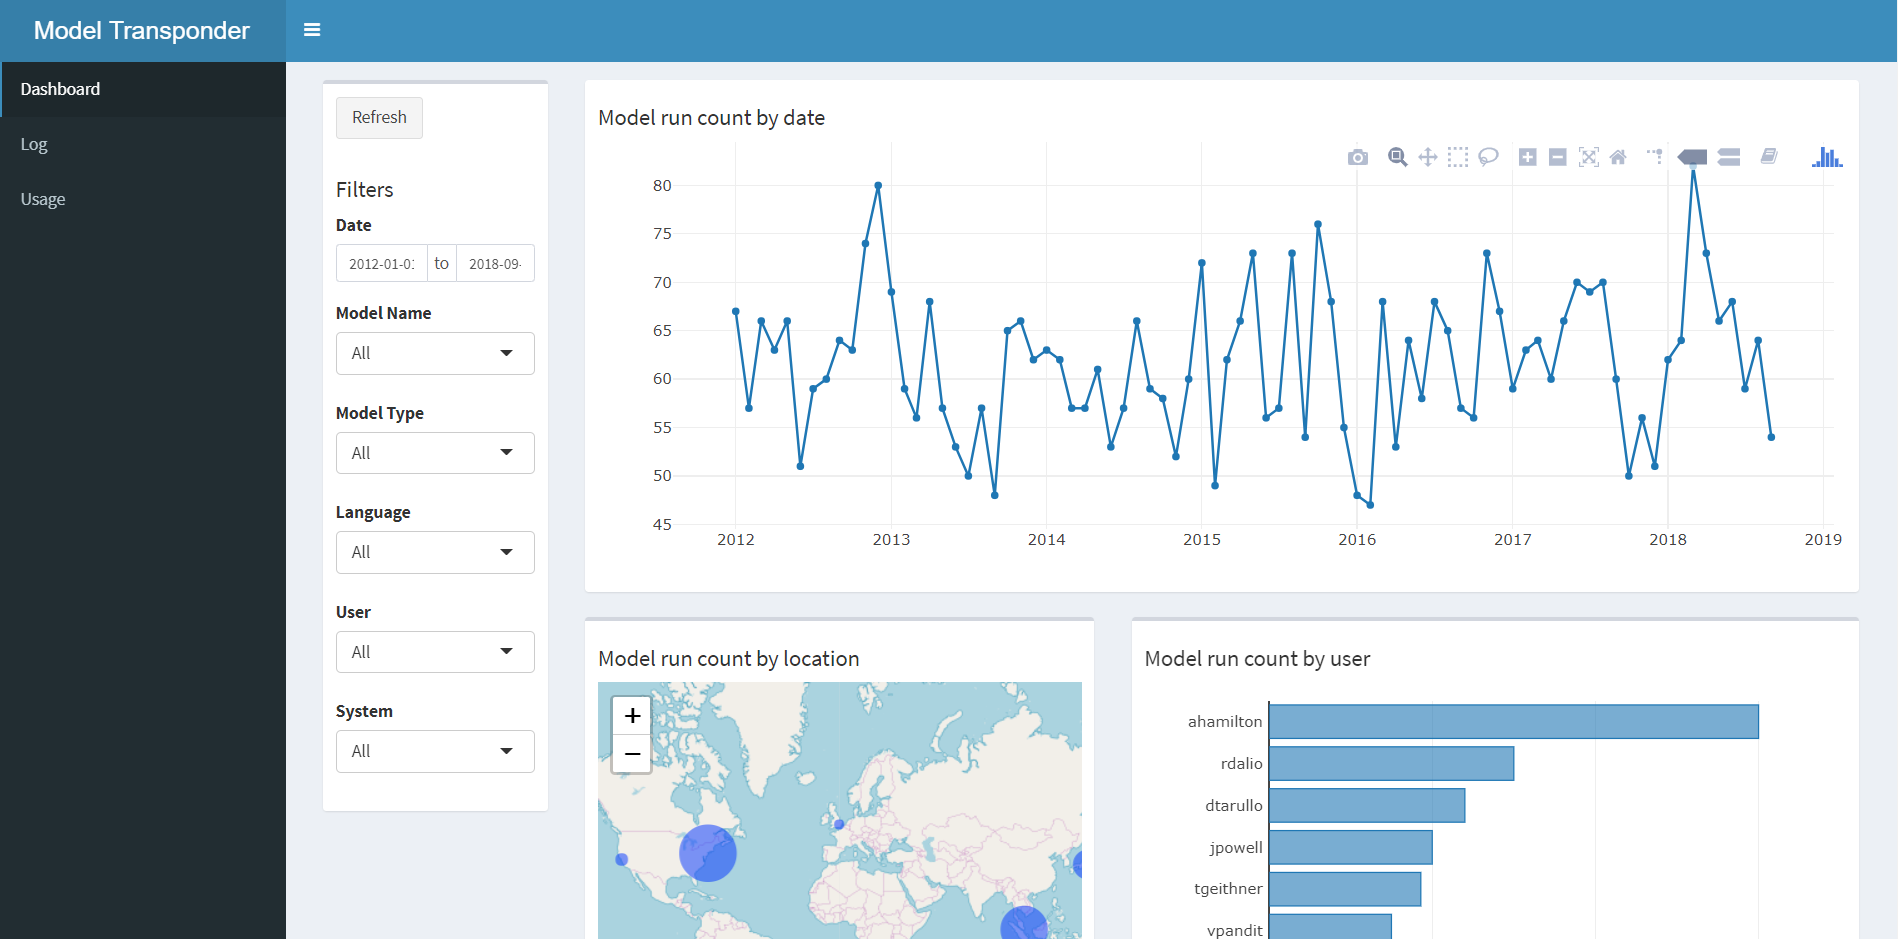 Model Transponder
Dashboard
Log
Usage
Refresh
Filters
Date
2012-01-01 to 2018-09-
Model Name
All
Model Type
All
Language
All
User
All
System
All
Model run count by date
80
75
70
65
60
55
50
45
2012 2013 2014 2015 2016 2017 2018 2019
Model run count by location
+
−
Model run count by user
ahamilton
rdalio
dtarullo
jpowell
tgeithner
vpandit